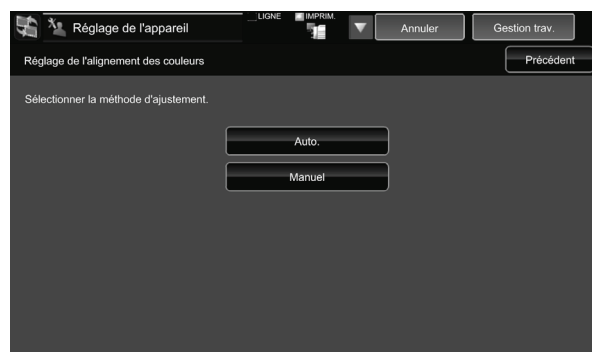 Réglage de l'appareil
LIGNE
IMPRIM.
Annuler
Gestion trav.
Réglage de l'alignement des couleurs
Précédent
Sélectionner la méthode d'ajustement.
Auto.
Manuel